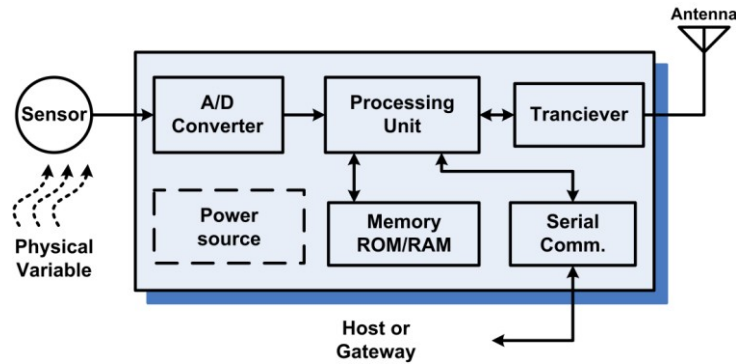 Antenna
Sensor
A/D
Converter
Processing
Unit
Tranciever
Physical
Variable
Power
source
Memory
ROM/RAM
Serial
Comm.
Host or
Gateway